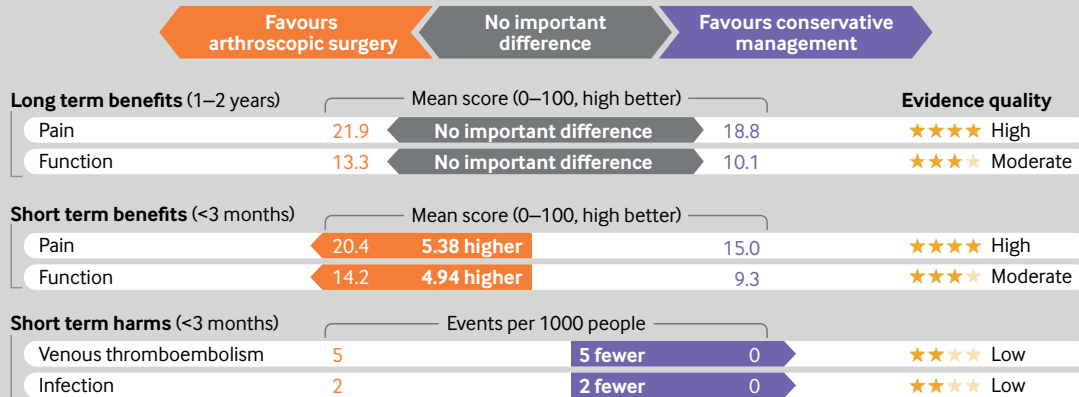 Favours arthroscopic surgery
No important difference
Favours conservative management
Long term benefits (1–2 years) Mean score (0–100, high better) Evidence quality
Pain 21.9 No important difference 18.8 High
Function 13.3 No important difference 10.1 Moderate
Short term benefits (<3 months) Mean score (0–100, high better)
Pain 20.4 5.38 higher 15.0 High
Function 14.2 4.94 higher 9.3 Moderate
Short term harms (<3 months) Events per 1000 people
Venous thromboembolism 5 5 fewer 0 Low
Infection 2 2 fewer 0 Low